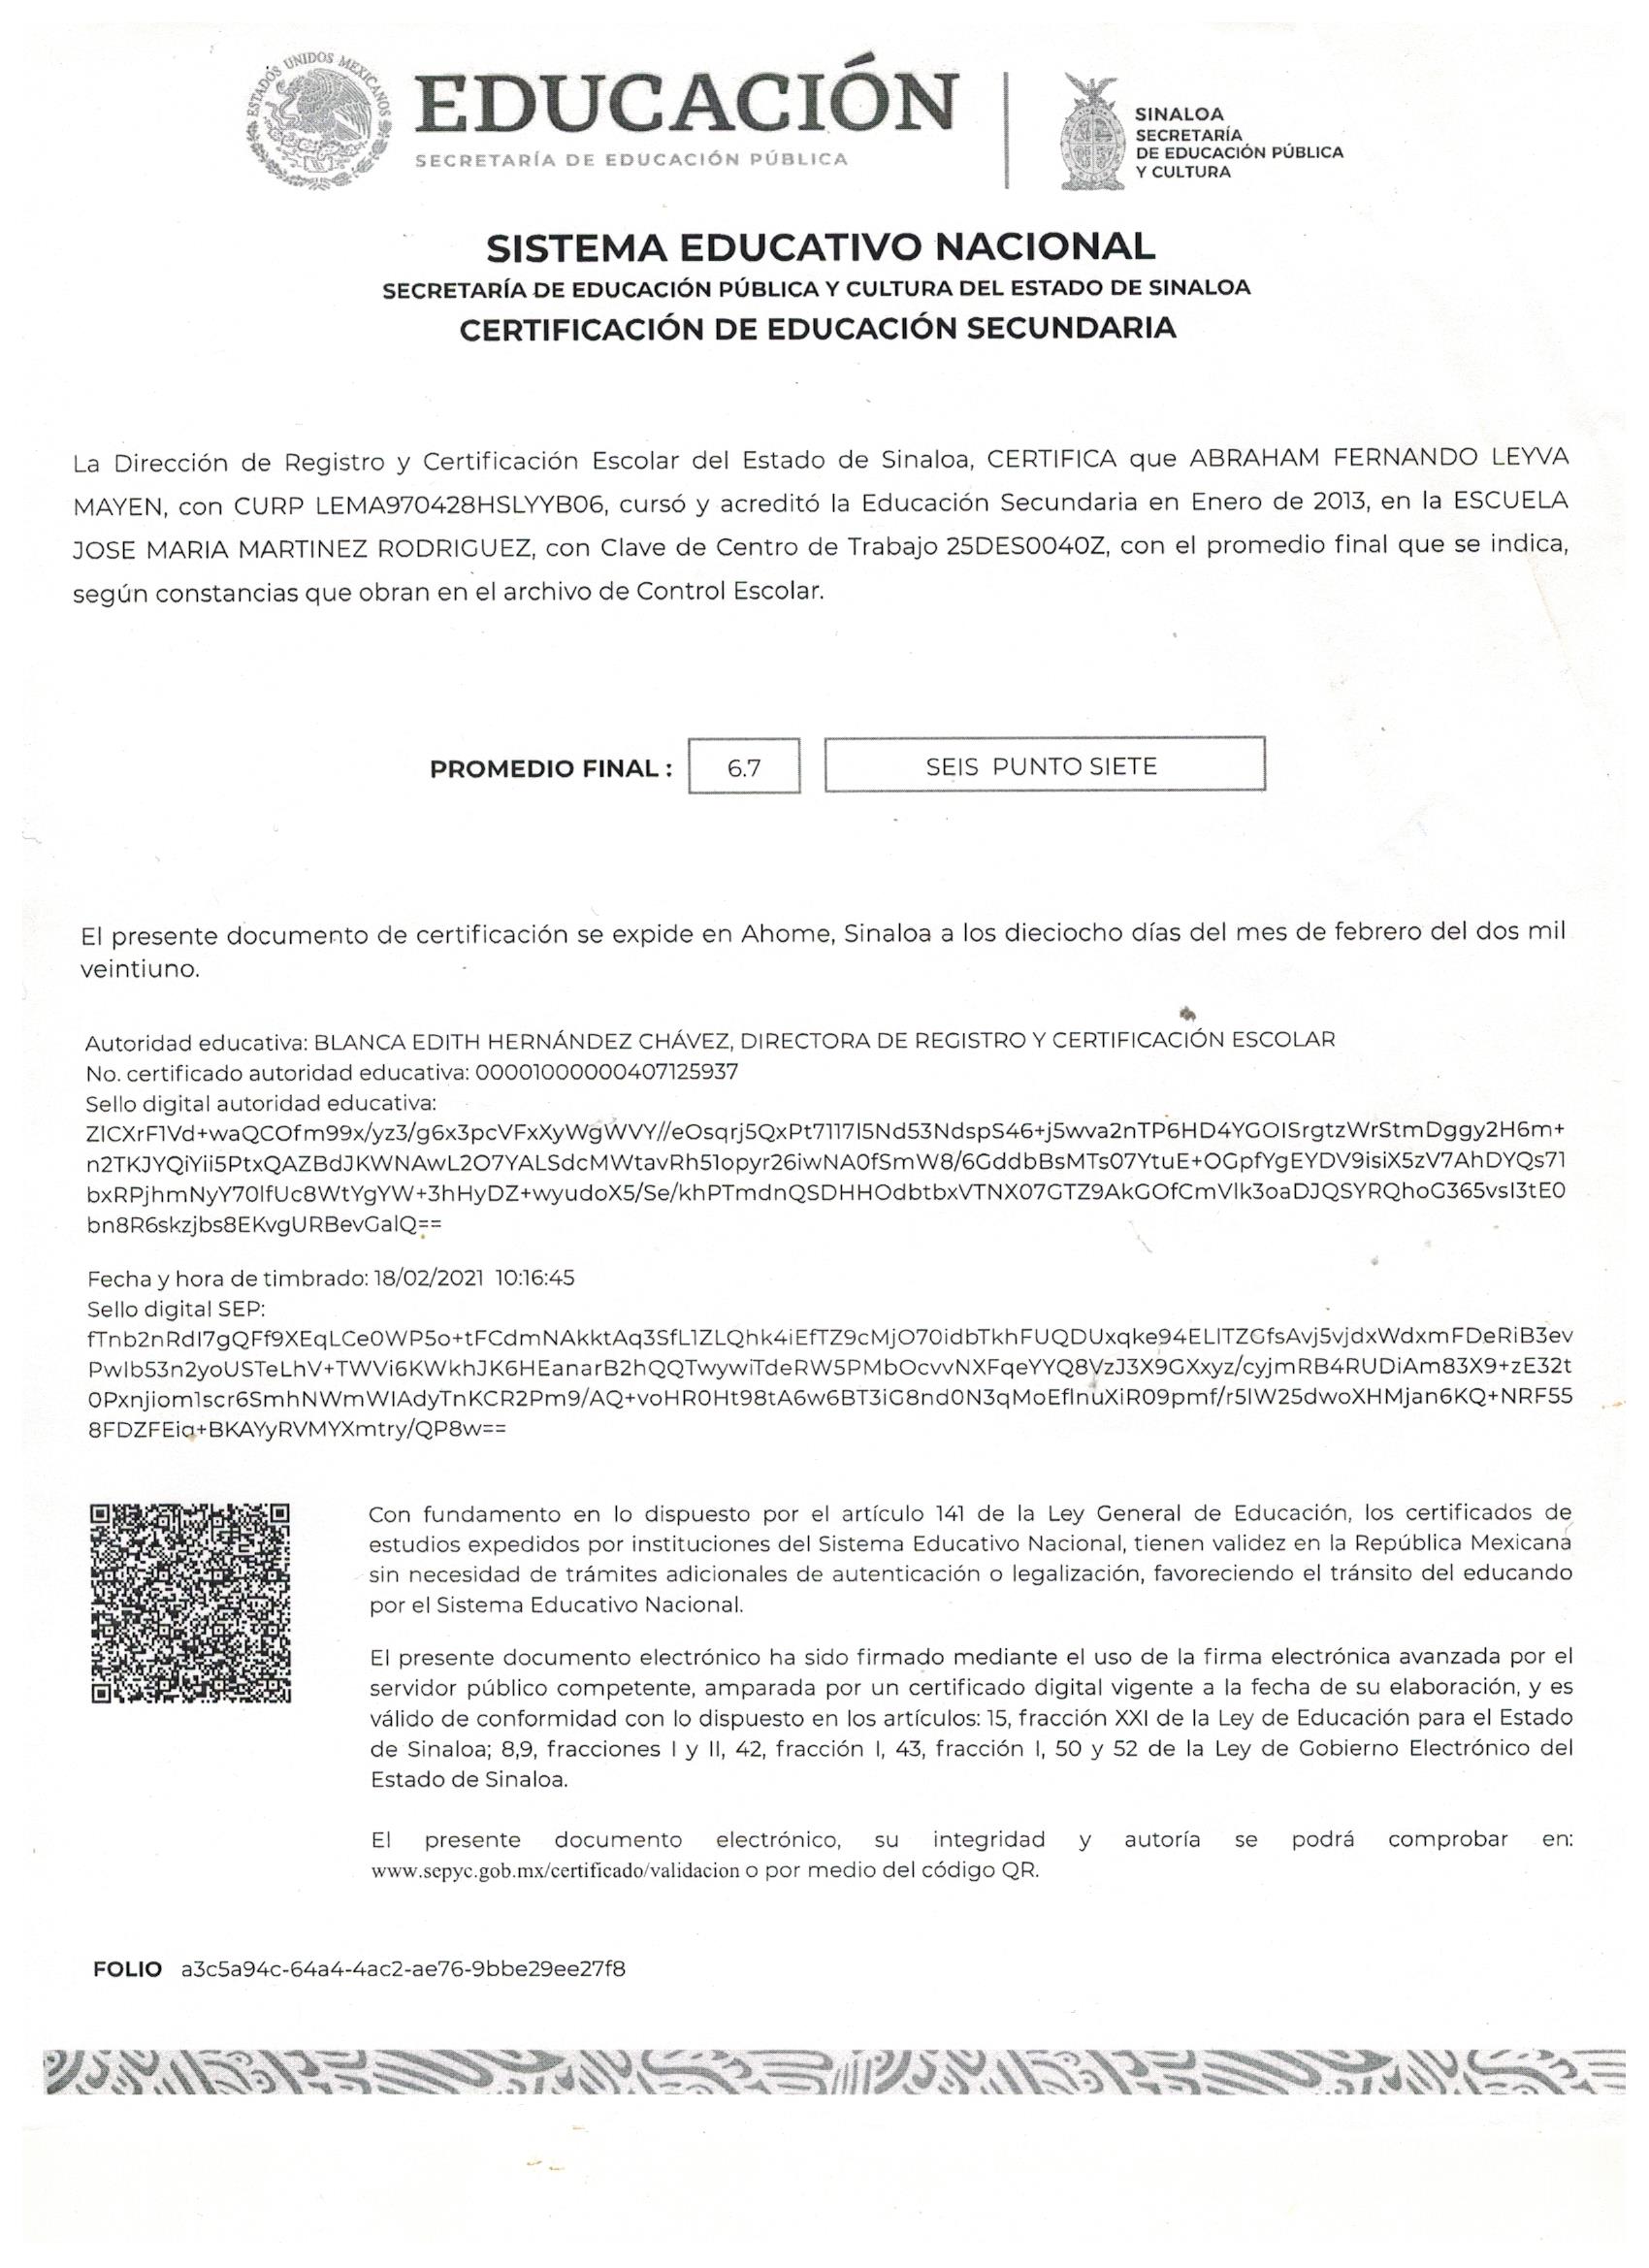 ESTADOS UNIDOS MEXICANOS
EDUCACIÓN
SECRETARÍA DE EDUCACIÓN PÚBLICA
SINALOA
SECRETARÍA
DE EDUCACIÓN PÚBLICA
Y CULTURA
SISTEMA EDUCATIVO NACIONAL
SECRETARÍA DE EDUCACIÓN PÚBLICA Y CULTURA DEL ESTADO DE SINALOA
CERTIFICACIÓN DE EDUCACIÓN SECUNDARIA
La Dirección de Registro y Certificación Escolar del Estado de Sinaloa, CERTIFICA que ABRAHAM FERNANDO LEYVA
MAYEN, con CURP LEMA970428HSLYYB06, cursó y acreditó la Educación Secundaria en Enero de 2013, en la ESCUELA
JOSE MARIA MARTINEZ RODRIGUEZ, con Clave de Centro de Trabajo 25DES0040Z, con el promedio final que se indica,
según constancias que obran en el archivo de Control Escolar.
PROMEDIO FINAL : 6.7 SEIS PUNTO SIETE
El presente documento de certificación se expide en Ahome, Sinaloa a los dieciocho días del mes de febrero del dos mil
veintiuno.
Autoridad educativa: BLANCA EDITH HERNÁNDEZ CHÁVEZ, DIRECTORA DE REGISTRO Y CERTIFICACIÓN ESCOLAR
No. certificado autoridad educativa: 00001000000407125937
Sello digital autoridad educativa:
ZlCXrF1Vd+waQCOfm99x/yz3/g6x3pcVFxXyWgWVY//eOsqrj5QxPt7117l5Nd53NdspS46+j5wva2nTP6HD4YGOISrgtzWrStmDggy2H6m+
n2TKJYQiYii5PtxQAZBdJKWNAwL2O7YALSdcMWtavRh51opyr26iwNA0fSmW8/6GddbBsMTs07YtuE+OGpfYgEYDV9isiX5zV7AhDYQs71
bxRPjhmNyY70lfUc8WtYgYW+3hHyDZ+wyudoX5/Se/khPTmdnQSDHHOdbtbxVTNX07GTZ9AkGOfCmVlk3oaDJQSYRQhoG365vsI3tE0
bn8R6skzjbs8EKvgURBevGalQ==
Fecha y hora de timbrado: 18/02/2021 10:16:45
Sello digital SEP:
fTnb2nRdI7gQFf9XEqLCe0WP5o+tFCdmNAkktAq3SfL1ZLQhk4iEfTZ9cMjO70idbTkhFUQDUxqke94ELITZGfsAvj5vjdxWdxmFDeRiB3ev
Pwlb53n2yoUSTeLhV+TWVi6KWkhJK6HEanarB2hQQTwywiTdeRW5PMbOcvvNXFqeYYQ8VzJ3X9GXxyz/cyjmRB4RUDiAm83X9+zE32t
0Pxnjiom1scr6SmhNWmWIAdyTnKCR2Pm9/AQ+voHR0Ht98tA6w6BT3iG8nd0N3qMoEflnuXiR09pmf/r5IW25dwoXHMjan6KQ+NRF55
8FDZFEiq+BKAYyRVMYXmtry/QP8w==
Con fundamento en lo dispuesto por el artículo 141 de la Ley General de Educación, los certificados de
estudios expedidos por instituciones del Sistema Educativo Nacional, tienen validez en la República Mexicana
sin necesidad de trámites adicionales de autenticación o legalización, favoreciendo el tránsito del educando
por el Sistema Educativo Nacional.
El presente documento electrónico ha sido firmado mediante el uso de la firma electrónica avanzada por el
servidor público competente, amparada por un certificado digital vigente a la fecha de su elaboración, y es
válido de conformidad con lo dispuesto en los artículos: 15, fracción XXI de la Ley de Educación para el Estado
de Sinaloa; 8,9, fracciones I y II, 42, fracción I, 43, fracción I, 50 y 52 de la Ley de Gobierno Electrónico del
Estado de Sinaloa.
El presente documento electrónico, su integridad y autoría se podrá comprobar en:
www.sepyc.gob.mx/certificado/validacion o por medio del código QR.
FOLIO a3c5a94c-64a4-4ac2-ae76-9bbe29ee27f8